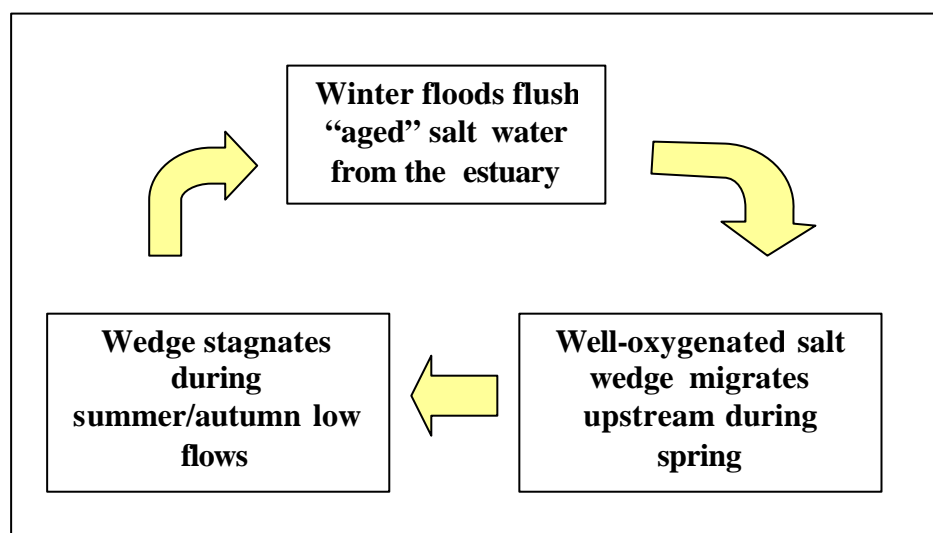 Winter floods flush
“aged” salt water
from the estuary
Well-oxygenated salt
wedge migrates
upstream during
spring
Wedge stagnates
during
summer/autumn low
flows